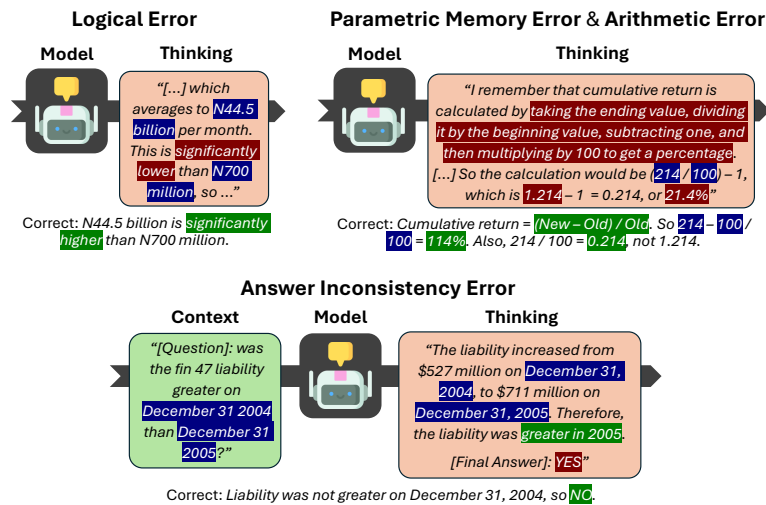 Logical Error
Parametric Memory Error & Arithmetic Error
Model
Thinking
“[...] which
averages to N44.5
billion per month.
This is significantly
lower than N700
million, so ...”
Correct: N44.5 billion is significantly
higher than N700 million.
Model
Thinking
“I remember that cumulative return is
calculated by taking the ending value, dividing
it by the beginning value, subtracting one, and
then multiplying by 100 to get a percentage.
[...] So the calculation would be (214 / 100) – 1,
which is 1.214 – 1 = 0.214, or 21.4%”
Correct: Cumulative return = (New – Old) / Old. So 214 – 100 /
100 = 114%. Also, 214 / 100 = 0.214, not 1.214.
Answer Inconsistency Error
Context
Model
Thinking
“[Question]: was
the fin 47 liability
greater on
December 31 2004
than December 31
2005?”
“The liability increased from
$527 million on December 31,
2004, to $711 million on
December 31, 2005. Therefore,
the liability was greater in 2005.
[Final Answer]: YES”
Correct: Liability was not greater on December 31, 2004, so NO.